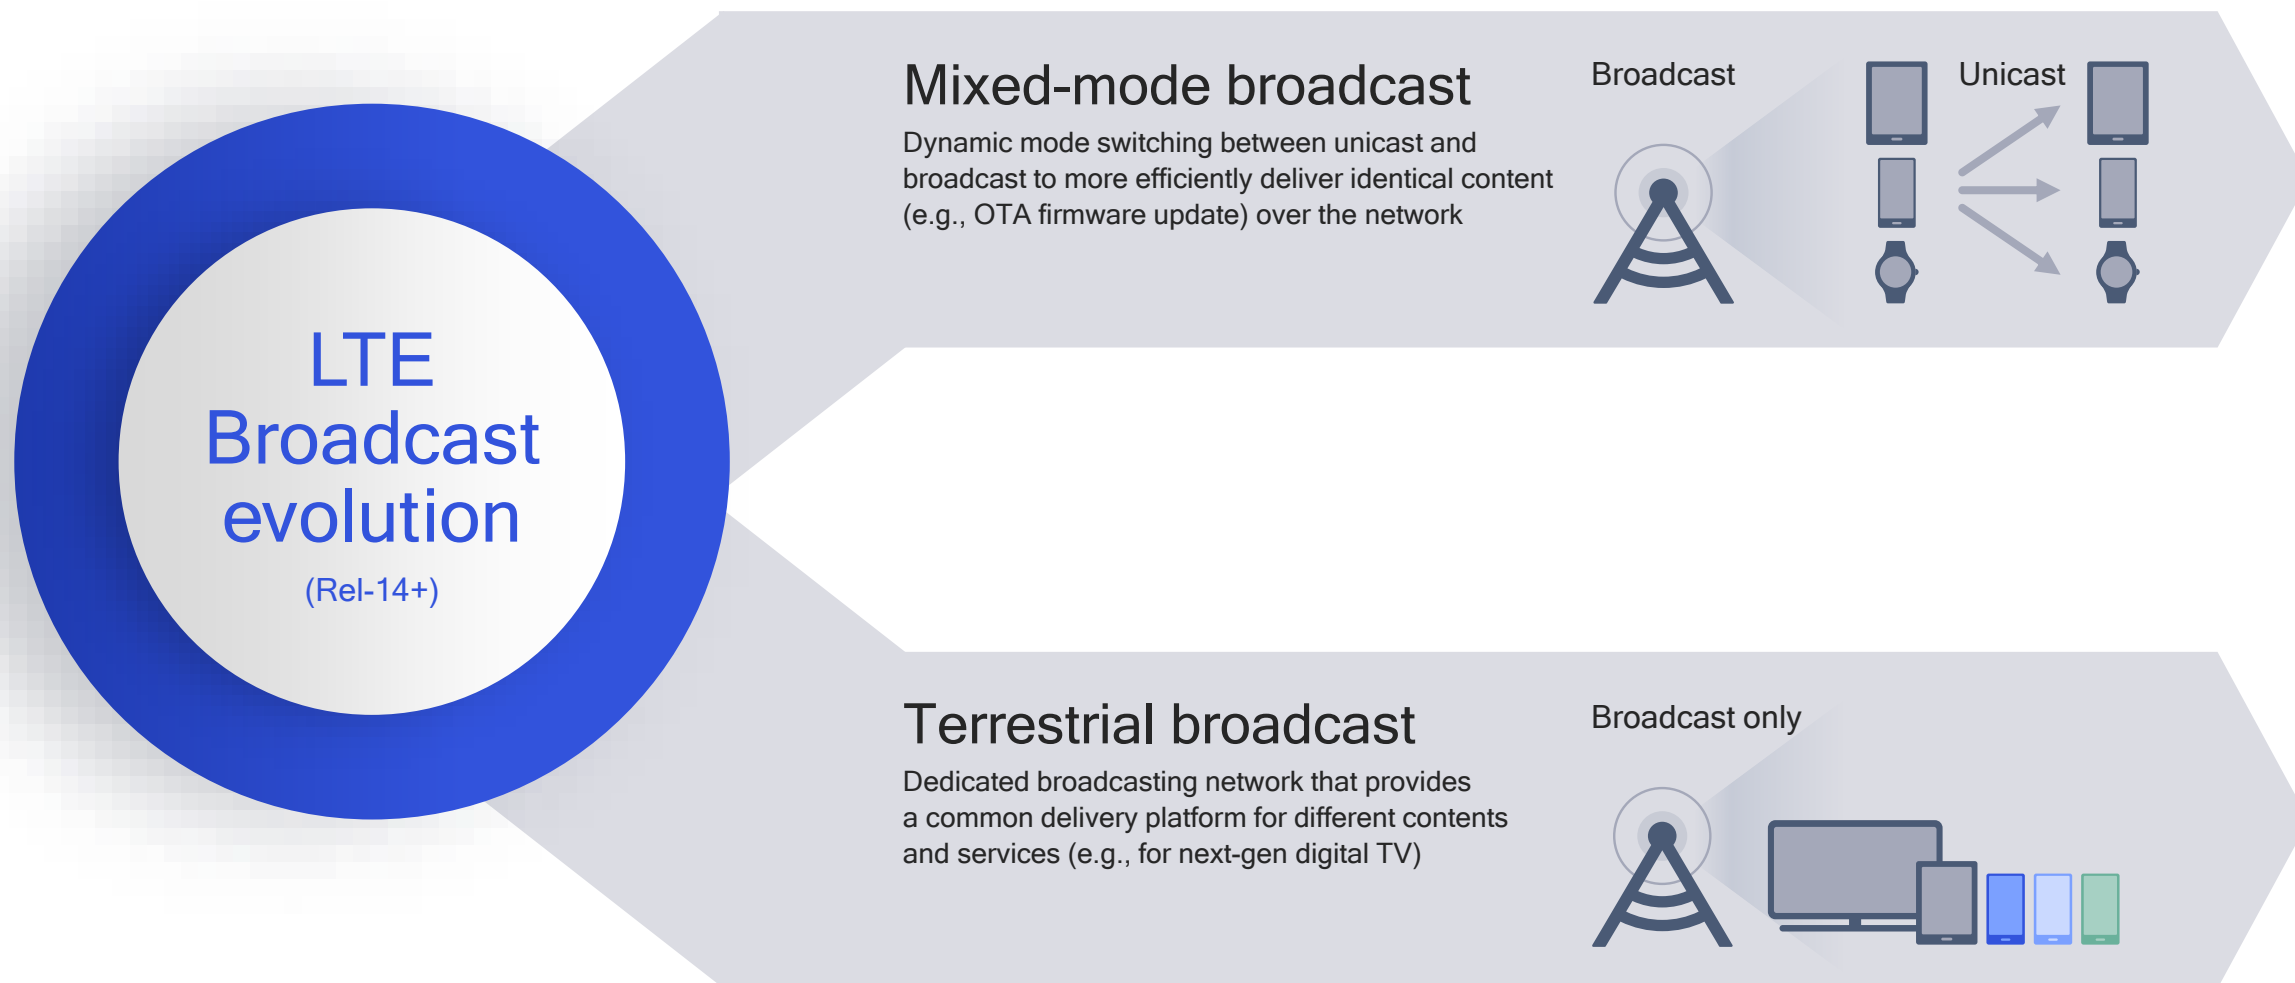 LTE
Broadcast
evolution
(Rel-14+)
Mixed-mode broadcast
Dynamic mode switching between unicast and
broadcast to more efficiently deliver identical content
(e.g., OTA firmware update) over the network
Broadcast
Unicast
Terrestrial broadcast
Dedicated broadcasting network that provides
a common delivery platform for different contents
and services (e.g., for next-gen digital TV)
Broadcast only